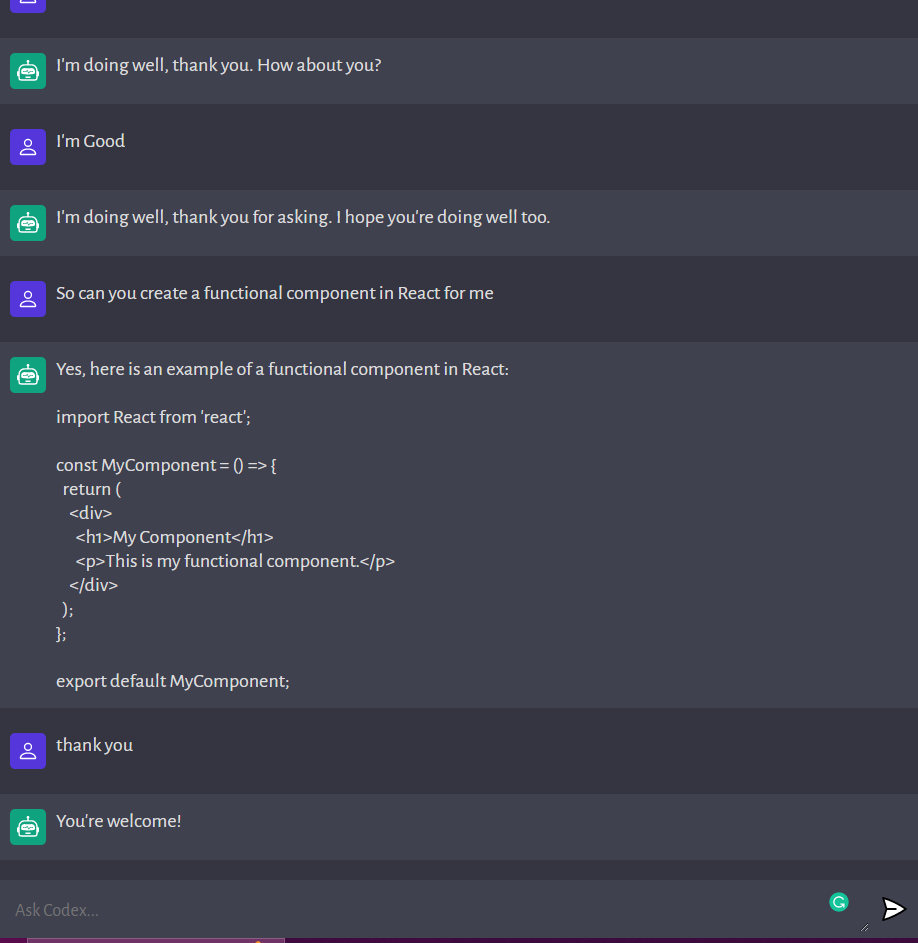 I'm doing well, thank you. How about you?
I'm Good
I'm doing well, thank you for asking. I hope you're doing well too.
So can you create a functional component in React for me
Yes, here is an example of a functional component in React:
import React from 'react';
const MyComponent = () => {
return (
<div>
<h1>My Component</h1>
<p>This is my functional component.</p>
</div>
);
};
export default MyComponent;
thank you
You're welcome!
Ask Codex...